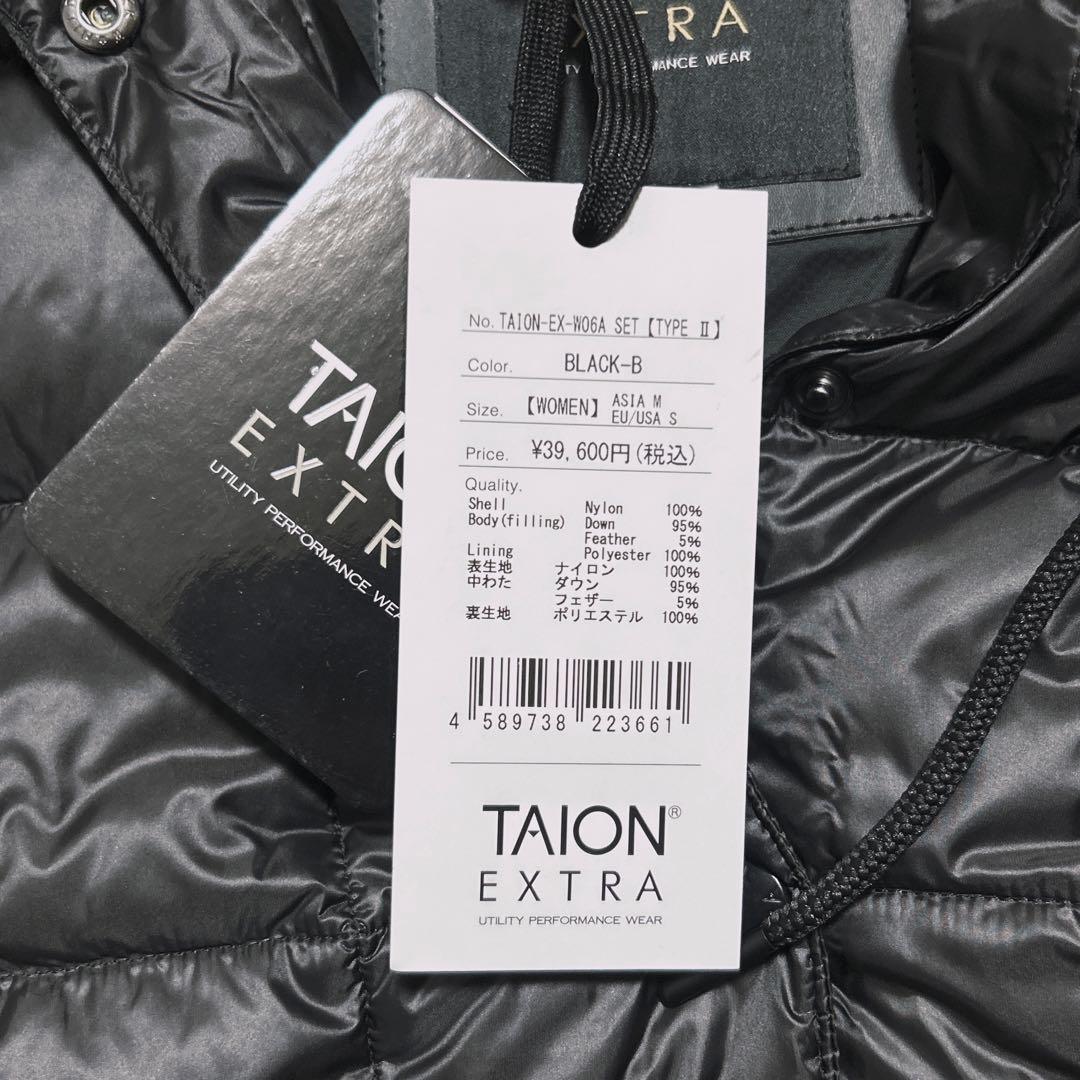 XTRA
UTILITY PERFORMANCE WEAR
TAIO
EXTR
UTILITY PERFORMANCE WEA
No. TAION-EX-W06A SET【TYPE Ⅱ】
Color. BLACK-B
Size. 【WOMEN】 ASIA M
EU/USA S
Price. ¥39,600円(税込)
Quality.
Shell Nylon 100%
Body(filling) Down 95%
Feather 5%
Lining Polyester 100%
表生地 ナイロン 100%
中わた ダウン 95%
フェザー 5%
裏生地 ポリエステル 100%
4 589738 223661
TAION®
EXTRA
UTILITY PERFORMANCE WEAR